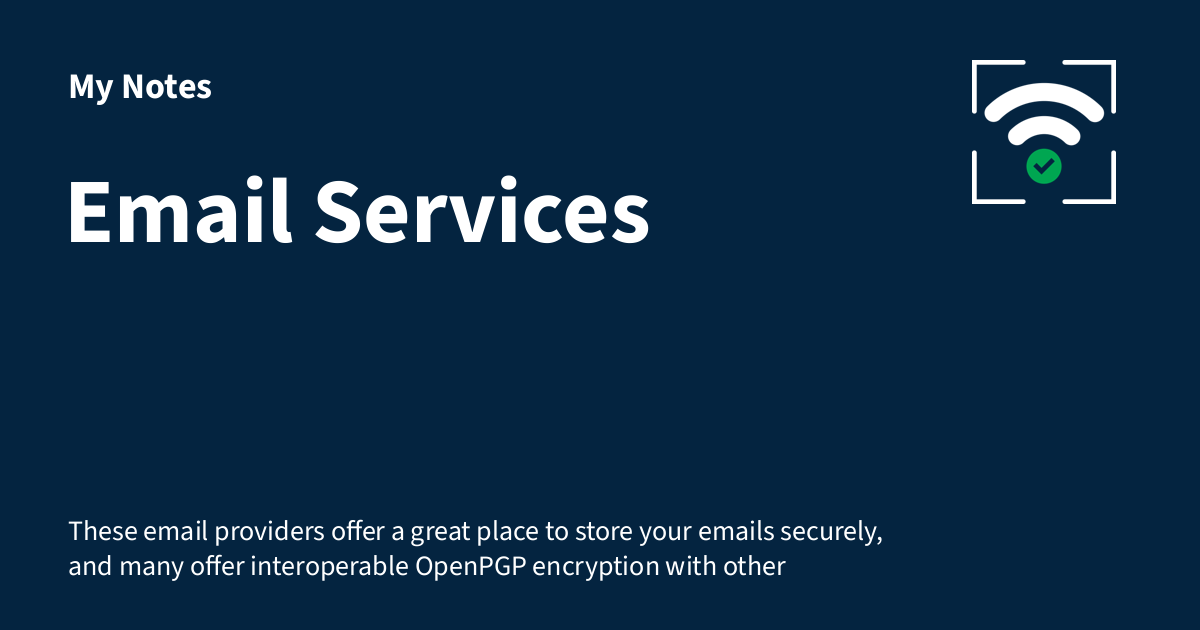 My Notes
Email Services
These email providers offer a great place to store your emails securely,
and many offer interoperable OpenPGP encryption with other